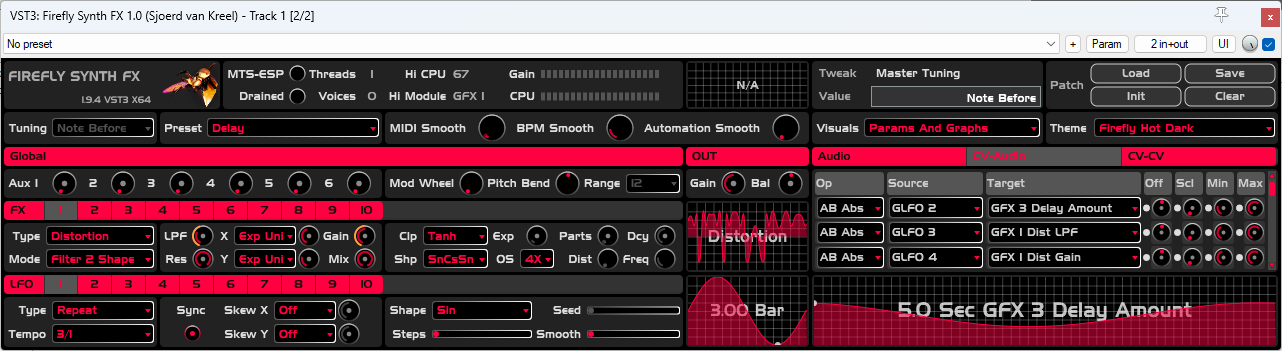 VST3: Firefly Synth FX 1.0 (Sjoerd van Kreel) - Track 1 [2/2]
No preset + Param 2 in+out UI
FIREFLY SYNTH FX
1.9.4 VST3 X64
MTS-ESP Threads 1 Hi CPU 67 Gain
Drained Voices 0 Hi Module GFX 1 CPU
N/A
Tweak Master Tuning
Value Note Before
Patch Load Save
Init Clear
Tuning Note Before Preset Delay MIDI Smooth BPM Smooth Automation Smooth Visuals Params And Graphs Theme Firefly Hot Dark
Global OUT Audio CV-Audio CV-CV
Aux 1 2 3 4 5 6 Mod Wheel Pitch Bend Range 12 Gain Bal
Op Source Target Off Scl Min Max
AB Abs GLFO 2 GFX 3 Delay Amount
AB Abs GLFO 3 GFX 1 Dist LPF
AB Abs GLFO 4 GFX 1 Dist Gain
FX 1 2 3 4 5 6 7 8 9 10
Type Distortion LPF X Exp Uni Gain Clp Tanh Exp Parts Dcy
Mode Filter 2 Shape Res Y Exp Uni Mix Shp SnCsSn OS 4X Dist Freq
Distortion
LFO 1 2 3 4 5 6 7 8 9 10
Type Repeat Sync Skew X Off Shape Sin Seed
Tempo 3/1 Skew Y Off Steps Smooth
3.00 Bar
5.0 Sec GFX 3 Delay Amount